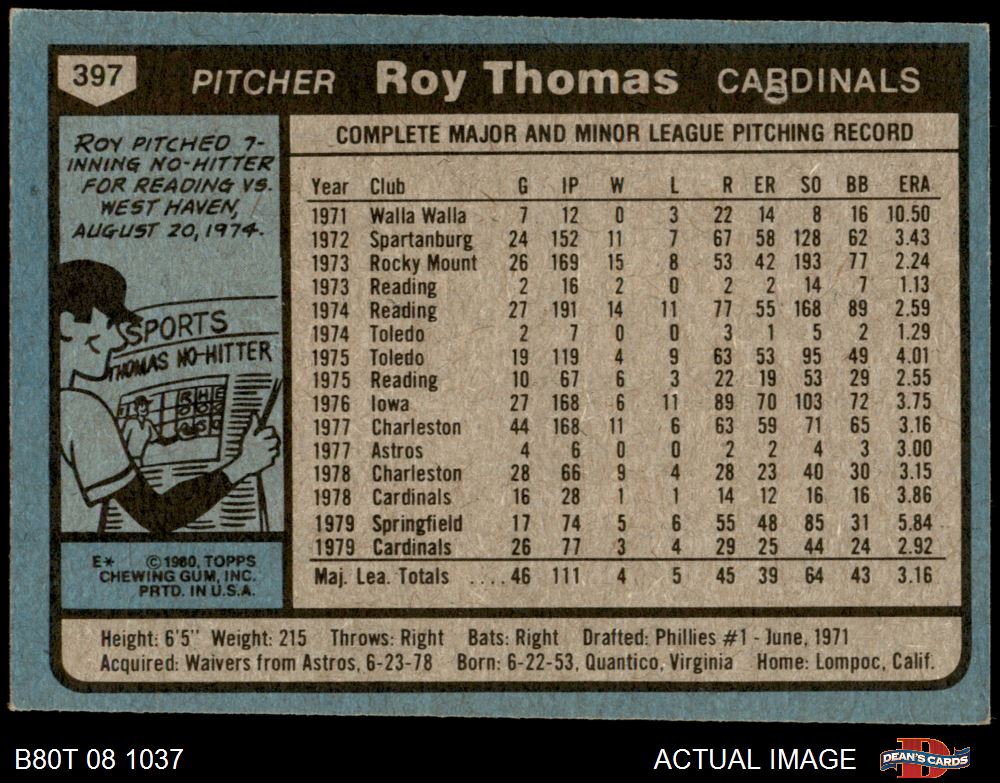 397 PITCHER Roy Thomas CARDINALS
ROY PITCHED 7-
INNING NO-HITTER
FOR READING VS.
WEST HAVEN,
AUGUST 20, 1974.
SPORTS
THOMAS NO-HITTER
R H E
E* ©1980, TOPPS
CHEWING GUM, INC.
PRTD. IN U.S.A.
COMPLETE MAJOR AND MINOR LEAGUE PITCHING RECORD
Year Club G IP W L R ER SO BB ERA
1971 Walla Walla 7 12 0 3 22 14 8 16 10.50
1972 Spartanburg 24 152 11 7 67 58 128 62 3.43
1973 Rocky Mount 26 169 15 8 53 42 193 77 2.24
1973 Reading 2 16 2 0 2 2 14 7 1.13
1974 Reading 27 191 14 11 77 55 168 89 2.59
1974 Toledo 2 7 0 0 3 1 5 2 1.29
1975 Toledo 19 119 4 9 63 53 95 49 4.01
1975 Reading 10 67 6 3 22 19 53 29 2.55
1976 Iowa 27 168 6 11 89 70 103 72 3.75
1977 Charleston 44 168 11 6 63 59 71 65 3.16
1977 Astros 4 6 0 0 2 2 4 3 3.00
1978 Charleston 28 66 9 4 28 23 40 30 3.15
1978 Cardinals 16 28 1 1 14 12 16 16 3.86
1979 Springfield 17 74 5 6 55 48 85 31 5.84
1979 Cardinals 26 77 3 4 29 25 44 24 2.92
Maj. Lea. Totals ....46 111 4 5 45 39 64 43 3.16
Height: 6'5" Weight: 215 Throws: Right Bats: Right Drafted: Phillies #1 - June, 1971
Acquired: Waivers from Astros, 6-23-78 Born: 6-22-53, Quantico, Virginia Home: Lompoc, Calif.
B80T 08 1037 ACTUAL IMAGE DEAN'S CARDS